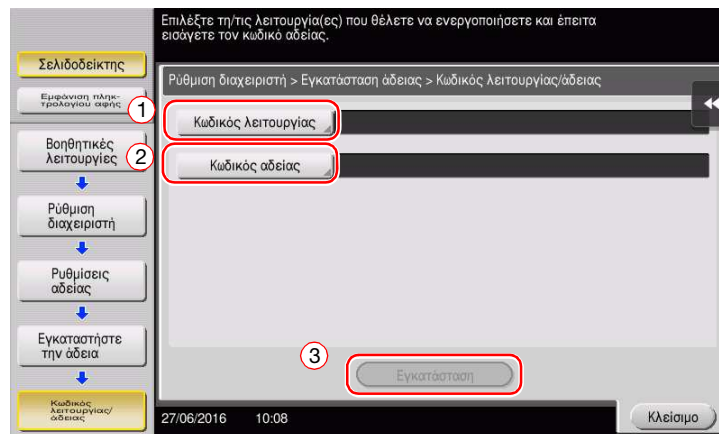 Επιλέξτε τη/τις λειτουργία(ες) που θέλετε να ενεργοποιήσετε και έπειτα
εισάγετε τον κωδικό αδείας.
Σελιδοδείκτης
Εμφάνιση πληκ-
τρολογίου αφής
Βοηθητικές
λειτουργίες
Ρύθμιση
διαχειριστή
Ρυθμίσεις
αδείας
Εγκαταστήστε
την άδεια
Κωδικός
λειτουργίας/
άδειας
Ρύθμιση διαχειριστή > Εγκατάσταση άδειας > Κωδικός λειτουργίας/άδειας
1
Κωδικός λειτουργίας
2
Κωδικός αδείας
3
Εγκατάσταση
27/06/2016 10:08
Κλείσιμο